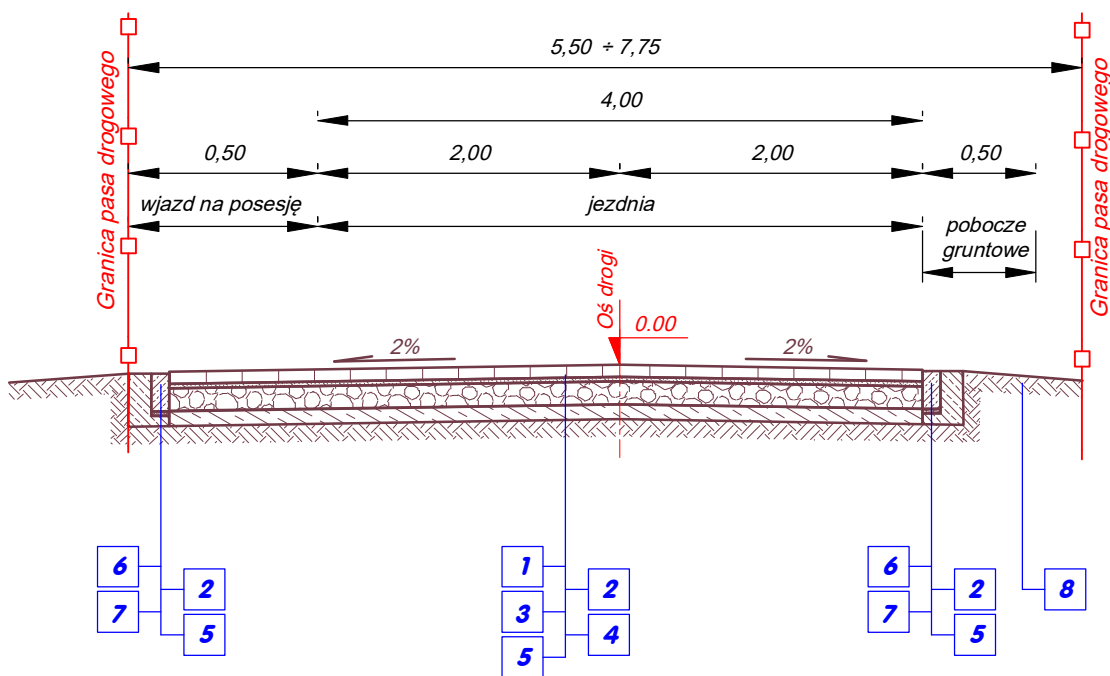 5,50 ÷ 7,75
4,00
0,50
2,00
2,00
0,50
wjazd na posesję
jezdnia
pobocze
gruntowe
Granica pasa drogowego
Granica pasa drogowego
Oś drogi
0.00
2%
2%
6
2
7
5
1
2
3
4
5
6
2
7
5
8